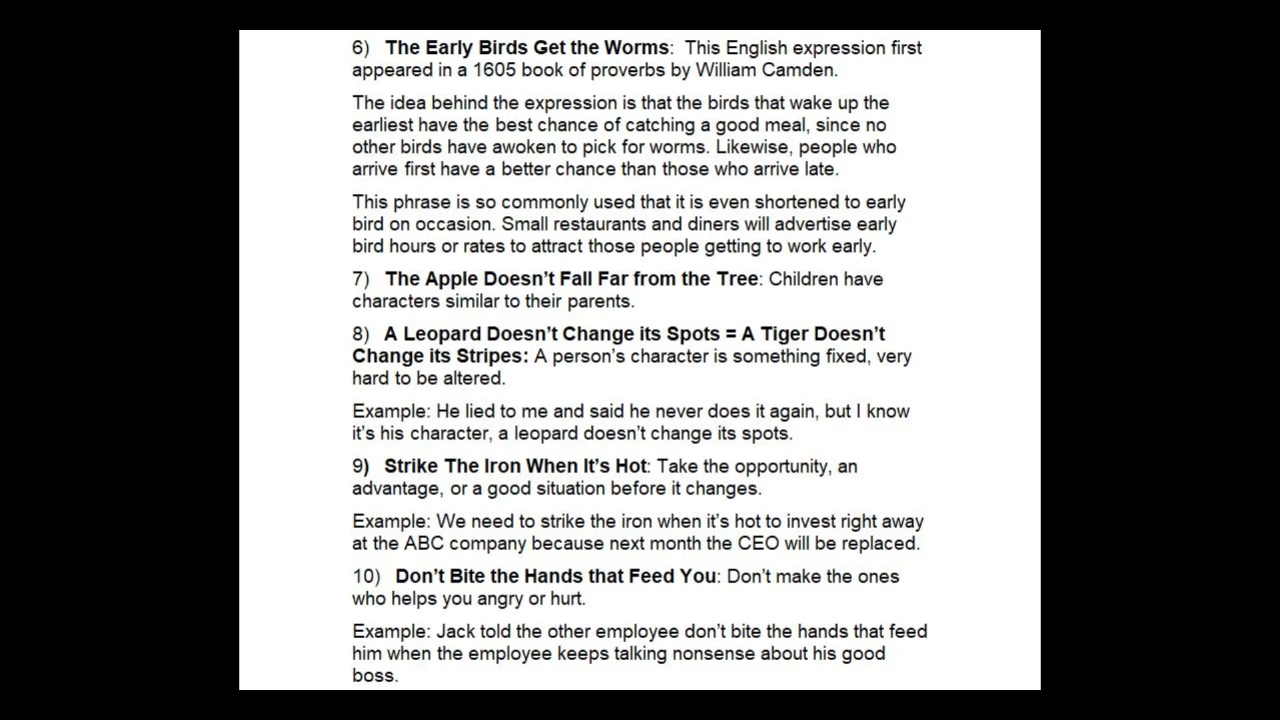 6) The Early Birds Get the Worms: This English expression first
appeared in a 1605 book of proverbs by William Camden.
The idea behind the expression is that the birds that wake up the
earliest have the best chance of catching a good meal, since no
other birds have awoken to pick for worms. Likewise, people who
arrive first have a better chance than those who arrive late.
This phrase is so commonly used that it is even shortened to early
bird on occasion. Small restaurants and diners will advertise early
bird hours or rates to attract those people getting to work early.
7) The Apple Doesn’t Fall Far from the Tree: Children have
characters similar to their parents.
8) A Leopard Doesn’t Change its Spots = A Tiger Doesn’t
Change its Stripes: A person’s character is something fixed, very
hard to be altered.
Example: He lied to me and said he never does it again, but I know
it’s his character, a leopard doesn’t change its spots.
9) Strike The Iron When It’s Hot: Take the opportunity, an
advantage, or a good situation before it changes.
Example: We need to strike the iron when it’s hot to invest right away
at the ABC company because next month the CEO will be replaced.
10) Don’t Bite the Hands that Feed You: Don’t make the ones
who helps you angry or hurt.
Example: Jack told the other employee don’t bite the hands that feed
him when the employee keeps talking nonsense about his good
boss.